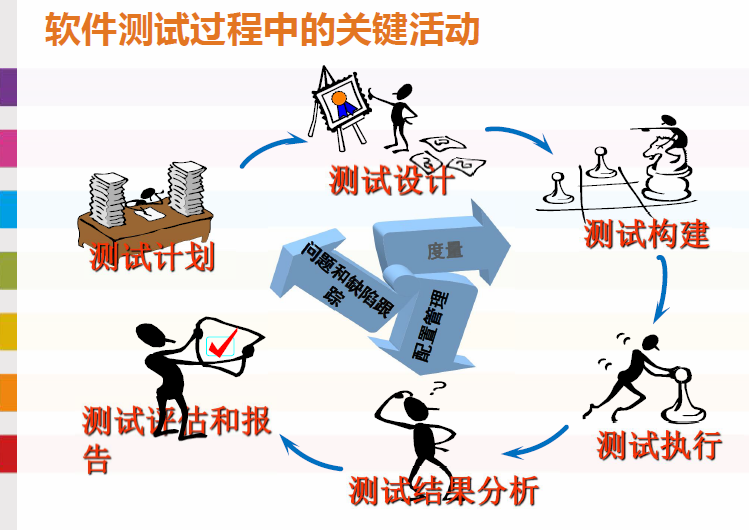 软件测试过程中的关键活动
测试设计
测试构建
测试计划
度量
问题和缺陷跟
踪
配置管理
测试评估和报
告
测试执行
测试结果分析